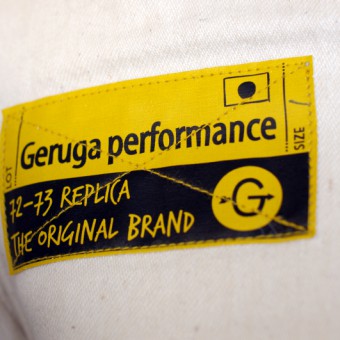 LOT
Geruga performance
SIZE
72-73 REPLICA
THE ORIGINAL BRAND
G